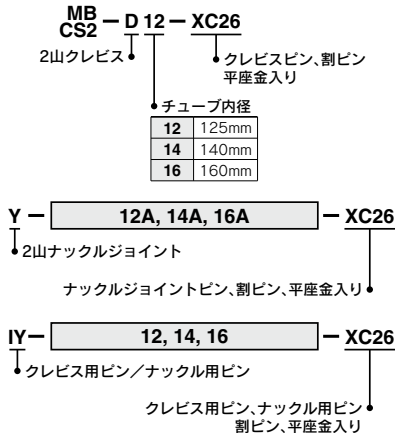 MB
CS2 − D 12 − XC26
2山クレビス
クレビスピン、割ピン
平座金入り
チューブ内径
12 125mm
14 140mm
16 160mm
Y − 12A, 14A, 16A − XC26
2山ナックルジョイント
ナックルジョイントピン、割ピン、平座金入り
IY− 12, 14, 16 − XC26
クレビス用ピン／ナックル用ピン
クレビス用ピン、ナックル用ピン
割ピン、平座金入り